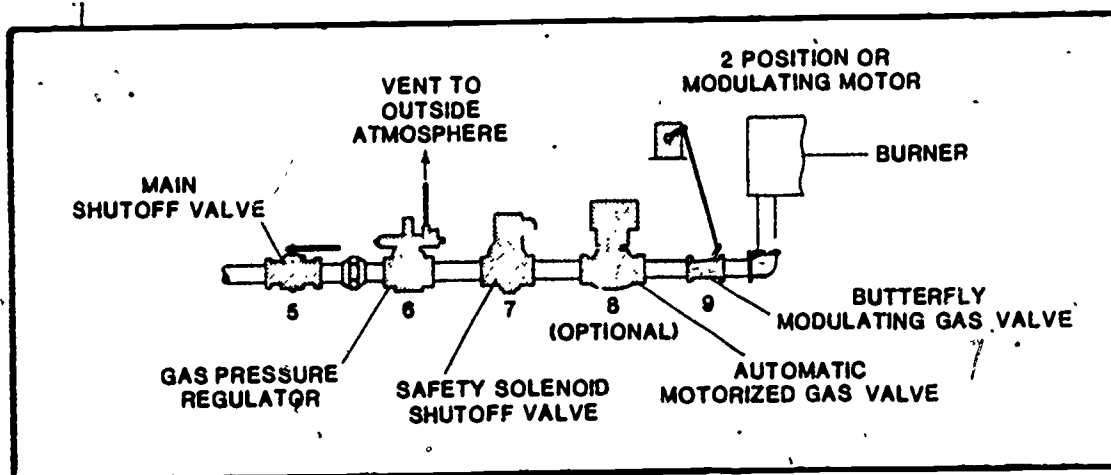 2 POSITION OR
MODULATING MOTOR
VENT TO
OUTSIDE
ATMOSPHERE
BURNER
MAIN
SHUTOFF VALVE
5
6
7
8
9
(OPTIONAL)
BUTTERFLY
MODULATING GAS VALVE
GAS PRESSURE
REGULATOR
SAFETY SOLENOID
SHUTOFF VALVE
AUTOMATIC
MOTORIZED GAS VALVE